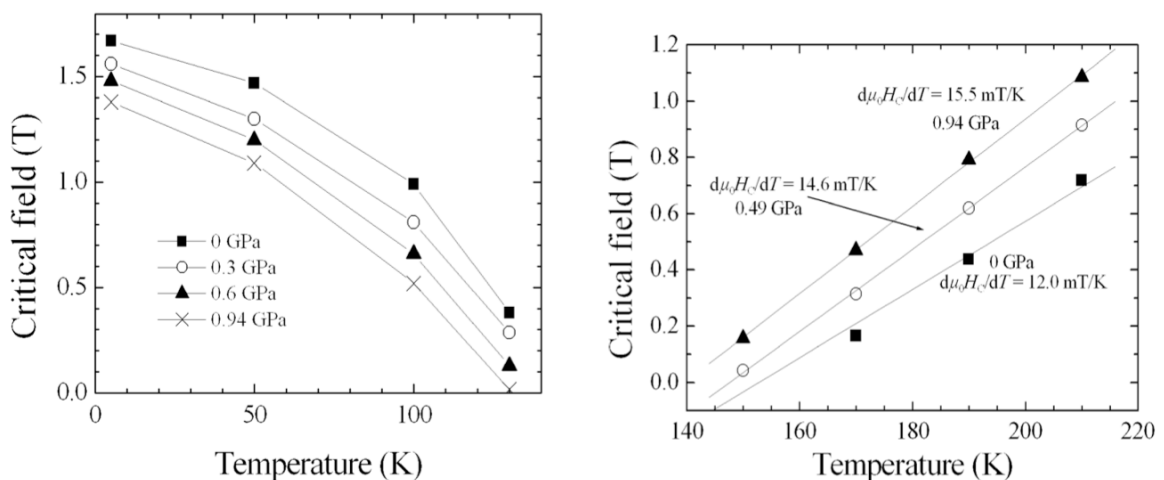 Critical field (T)
1.5
1.0
0.5
0.0
0 GPa
0.3 GPa
0.6 GPa
0.94 GPa
0
50
100
Temperature (K)
Critical field (T)
1.2
1.0
0.8
0.6
0.4
0.2
0.0
dμ₀H_C/dT = 15.5 mT/K
0.94 GPa
dμ₀H_C/dT = 14.6 mT/K
0.49 GPa
0 GPa
dμ₀H_C/dT = 12.0 mT/K
140
160
180
200
220
Temperature (K)